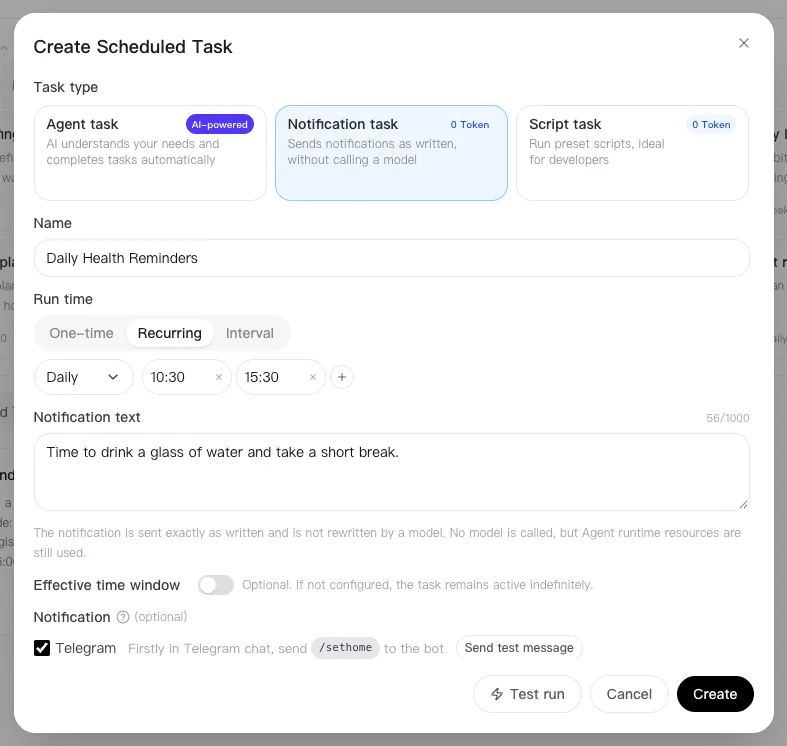 Create Scheduled Task
Task type
Agent task AI-powered
AI understands your needs and
completes tasks automatically
Notification task 0 Token
Sends notifications as written,
without calling a model
Script task 0 Token
Run preset scripts, ideal
for developers
Name
Daily Health Reminders
Run time
One-time Recurring Interval
Daily 10:30 × 15:30 × +
Notification text 56/1000
Time to drink a glass of water and take a short break.
The notification is sent exactly as written and is not rewritten by a model. No model is called, but Agent runtime resources are
still used.
Effective time window Optional. If not configured, the task remains active indefinitely.
Notification ? (optional)
Telegram Firstly in Telegram chat, send /sethome to the bot Send test message
Test run Cancel Create